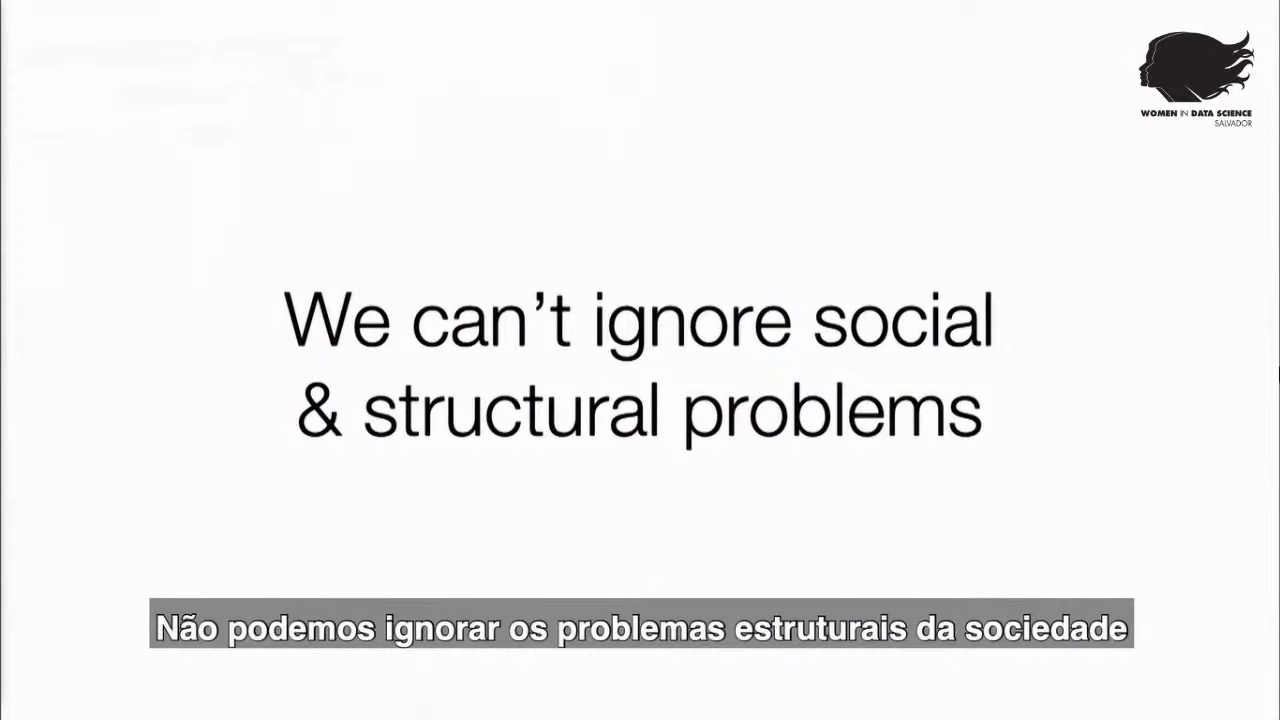 WOMEN IN DATA SCIENCE
SALVADOR
We can't ignore social
& structural problems
Não podemos ignorar os problemas estruturais da sociedade